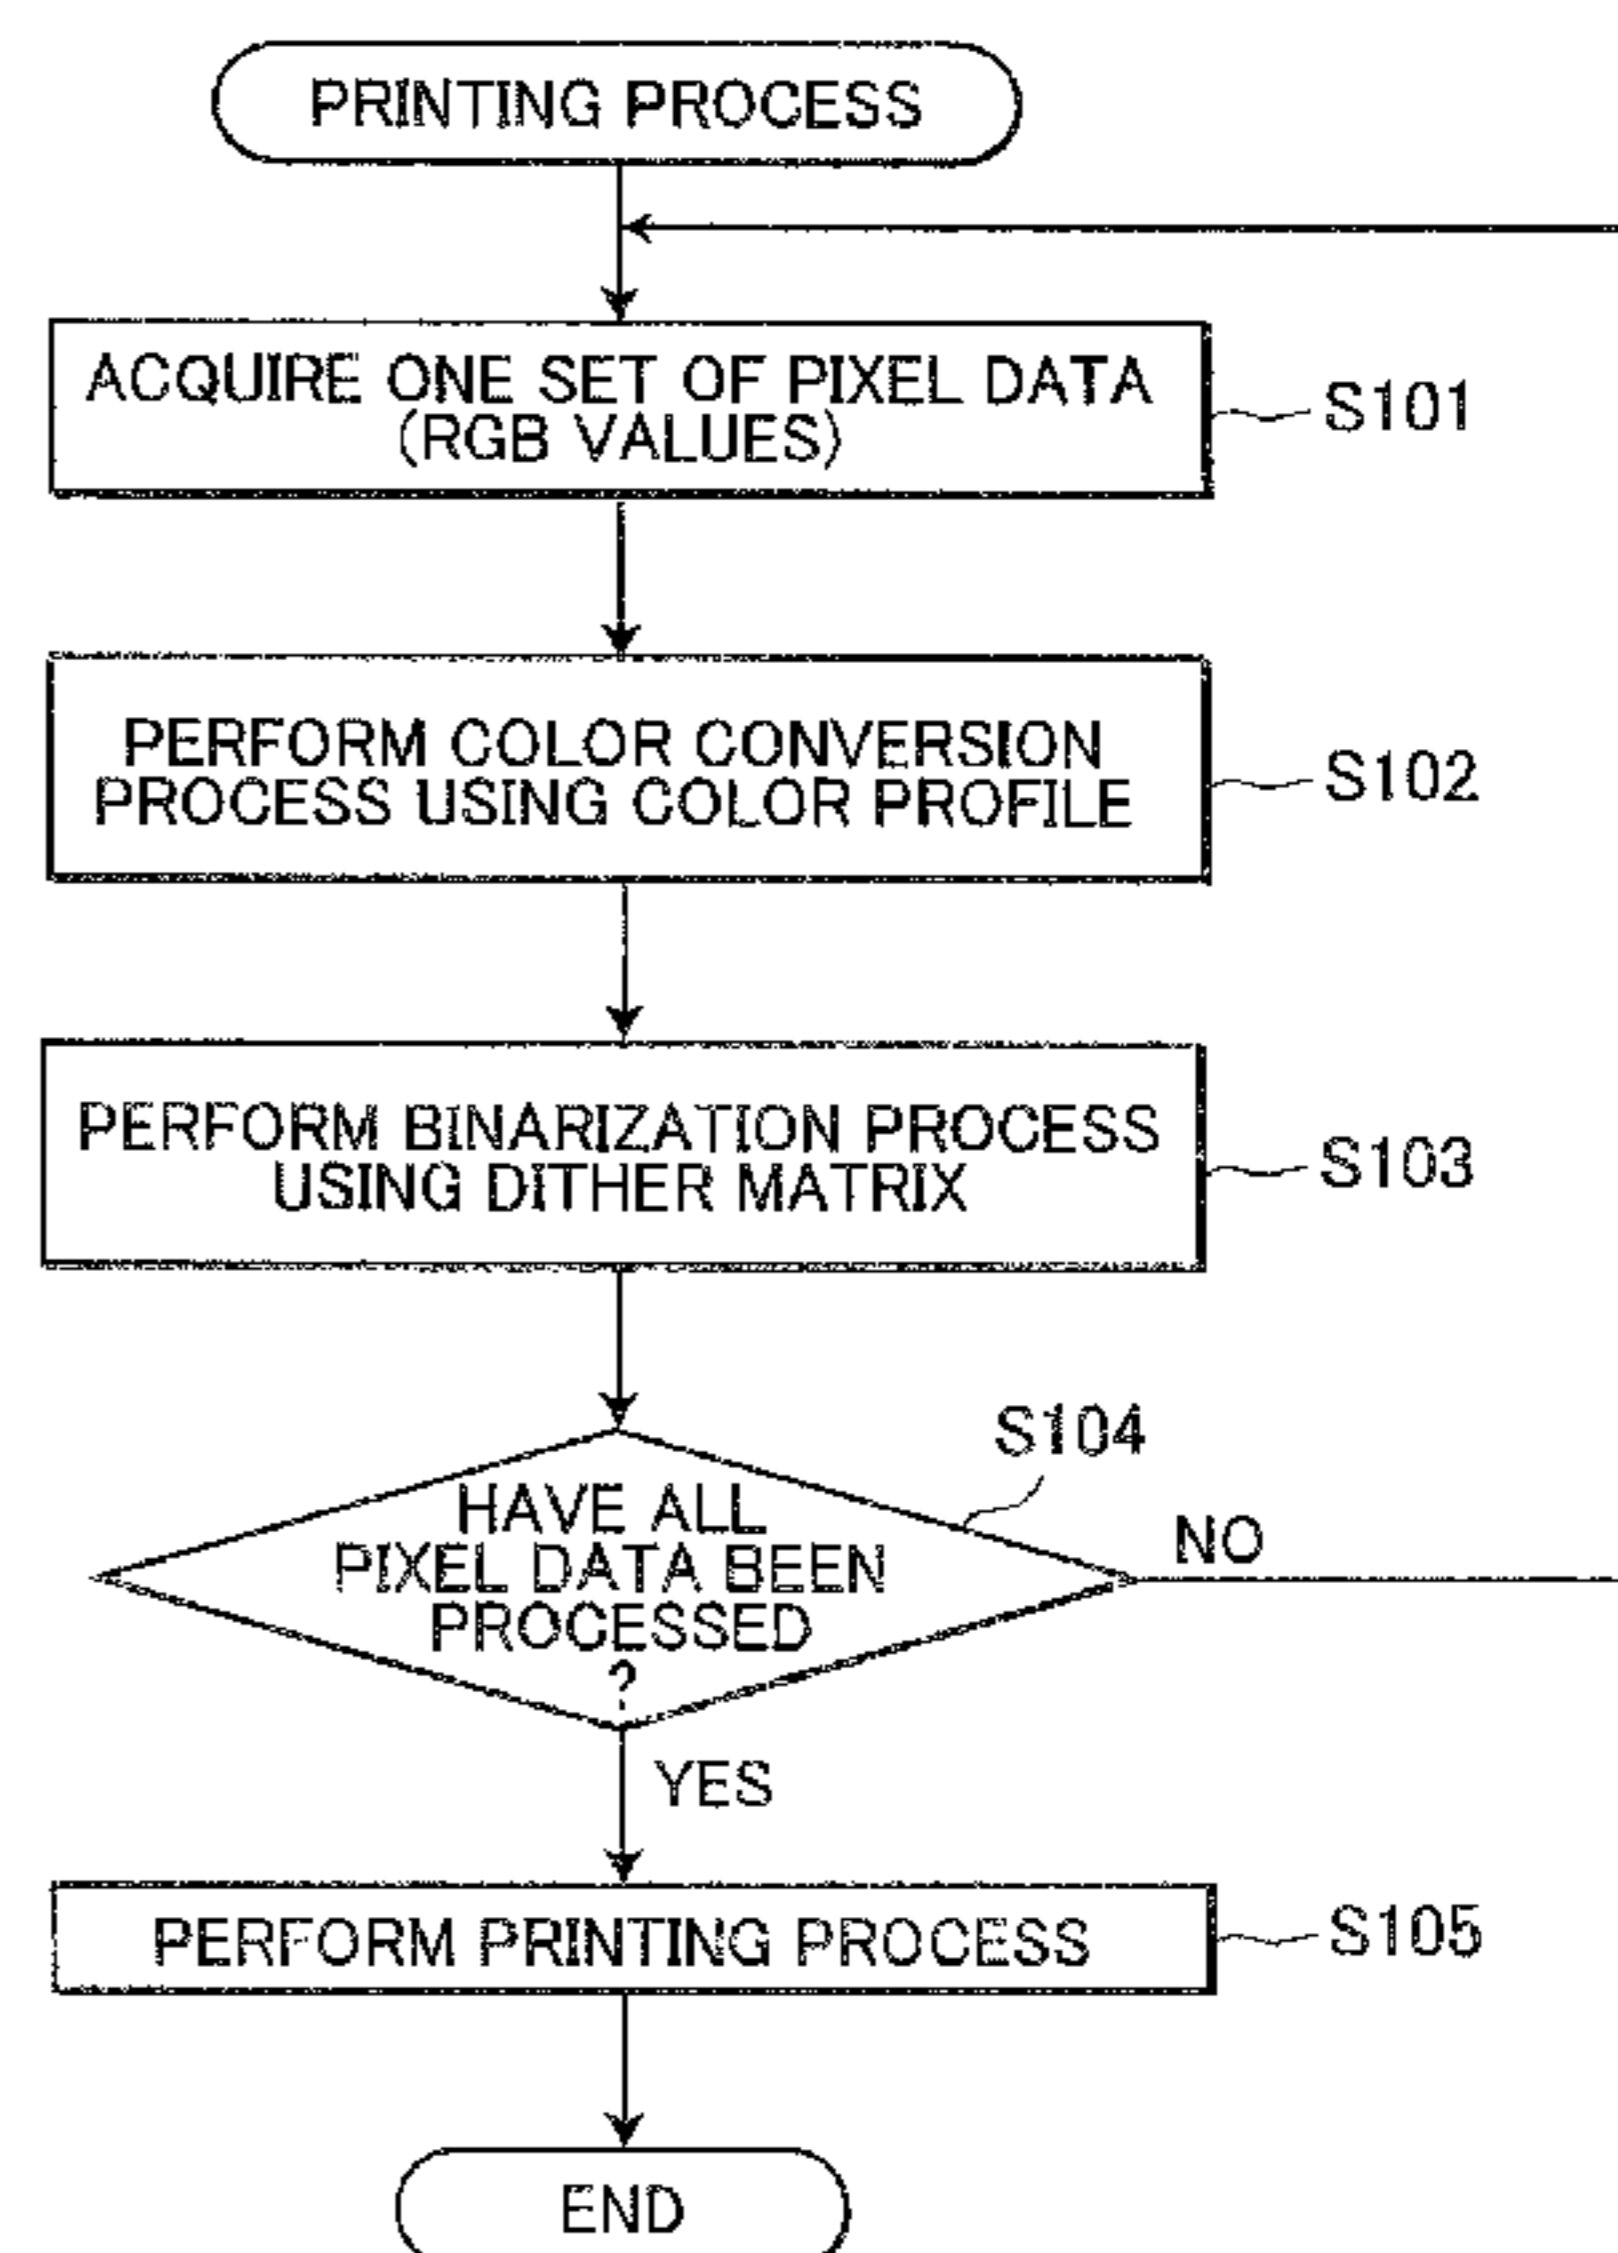 PRINTING PROCESS
ACQUIRE ONE SET OF PIXEL DATA
(RGB VALUES)
S101
PERFORM COLOR CONVERSION
PROCESS USING COLOR PROFILE
S102
PERFORM BINARIZATION PROCESS
USING DITHER MATRIX
S103
S104
HAVE ALL
PIXEL DATA BEEN
PROCESSED
?
NO
YES
PERFORM PRINTING PROCESS
S105
END